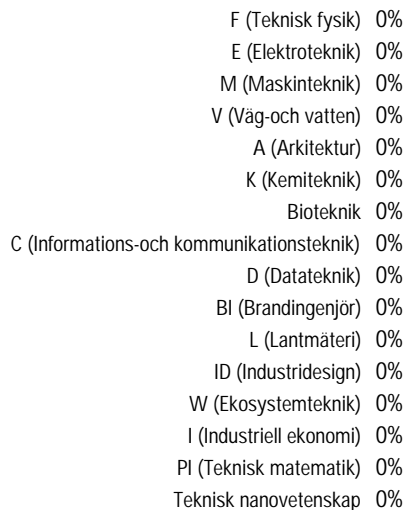 F (Teknisk fysik) 0%
E (Elektroteknik) 0%
M (Maskinteknik) 0%
V (Väg-och vatten) 0%
A (Arkitektur) 0%
K (Kemiteknik) 0%
Bioteknik 0%
C (Informations-och kommunikationsteknik) 0%
D (Datateknik) 0%
BI (Brandingenjör) 0%
L (Lantmäteri) 0%
ID (Industridesign) 0%
W (Ekosystemteknik) 0%
I (Industriell ekonomi) 0%
PI (Teknisk matematik) 0%
Teknisk nanovetenskap 0%